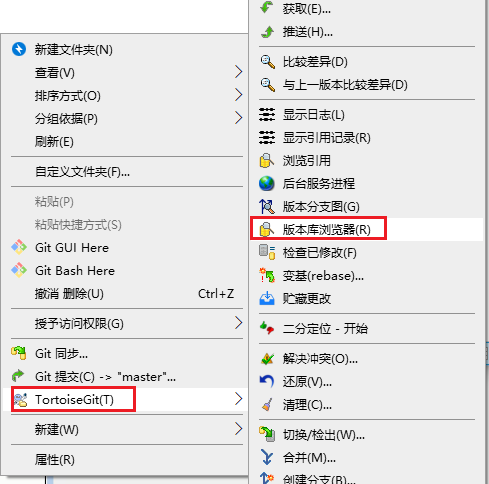 新建文件夹(N)
查看(V)
排序方式(O)
分组依据(P)
刷新(E)
自定义文件夹(F)...
粘贴(P)
粘贴快捷方式(S)
Git GUI Here
Git Bash Here
撤消 删除(U) Ctrl+Z
授予访问权限(G)
Git 同步...
Git 提交(C) -> "master"...
TortoiseGit(T)
新建(W)
属性(R)
获取(E)...
推送(H)...
比较差异(D)
与上一版本比较差异(D)
显示日志(L)
显示引用记录(R)
浏览引用
后台服务进程
版本分支图(G)
版本库浏览器(R)
检查已修改(F)
变基(rebase)...
贮藏更改
二分定位 - 开始
解决冲突(O)...
还原(V)...
清理(C)...
切换/检出(W)...
合并(M)...
创建分支(B)...